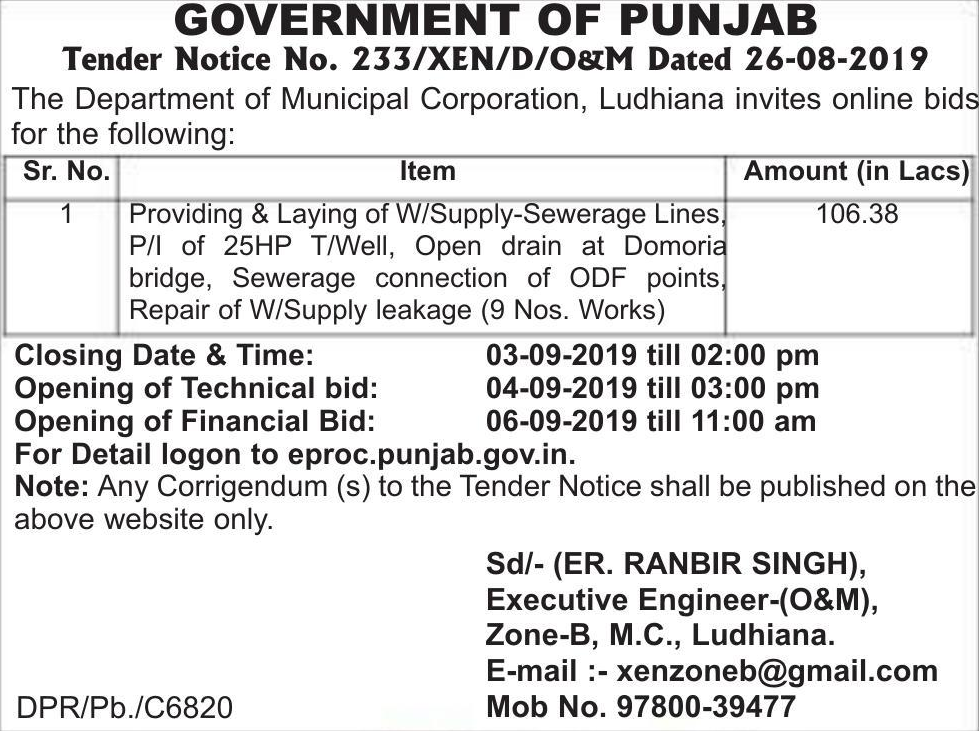 GOVERNMENT OF PUNJAB
Tender Notice No. 233/XEN/D/O&M Dated 26-08-2019
The Department of Municipal Corporation, Ludhiana invites online bids
for the following:
Sr. No. Item Amount (in Lacs)
1 Providing & Laying of W/Supply-Sewerage Lines, 106.38
P/I of 25HP T/Well, Open drain at Domoria
bridge, Sewerage connection of ODF points,
Repair of W/Supply leakage (9 Nos. Works)
Closing Date & Time: 03-09-2019 till 02:00 pm
Opening of Technical bid: 04-09-2019 till 03:00 pm
Opening of Financial Bid: 06-09-2019 till 11:00 am
For Detail logon to eproc.punjab.gov.in.
Note: Any Corrigendum (s) to the Tender Notice shall be published on the
above website only.
Sd/- (ER. RANBIR SINGH),
Executive Engineer-(O&M),
Zone-B, M.C., Ludhiana.
E-mail :- xenzoneb@gmail.com
DPR/Pb./C6820 Mob No. 97800-39477